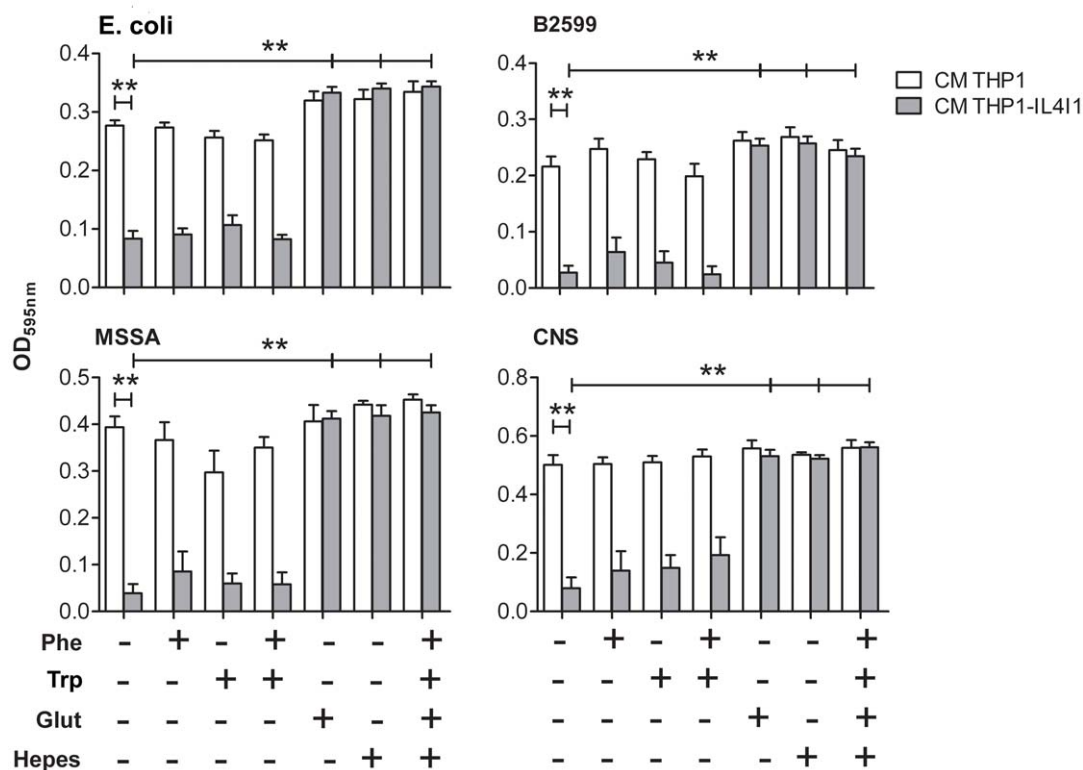 E. coli
B2599
CM THP1
CM THP1-IL4I1
OD595nm
**
**
0.4
0.3
0.2
0.1
0.0
**
**
0.4
0.3
0.2
0.1
0.0
MSSA
CNS
**
**
0.5
0.4
0.3
0.2
0.1
0.0
**
**
0.8
0.6
0.4
0.2
0.0
Phe - + - + - - + - + - + - - +
Trp - - + + - - + - - + + - - +
Glut - - - - + - + - - - - + - +
Hepes - - - - - + + - - - - - + +